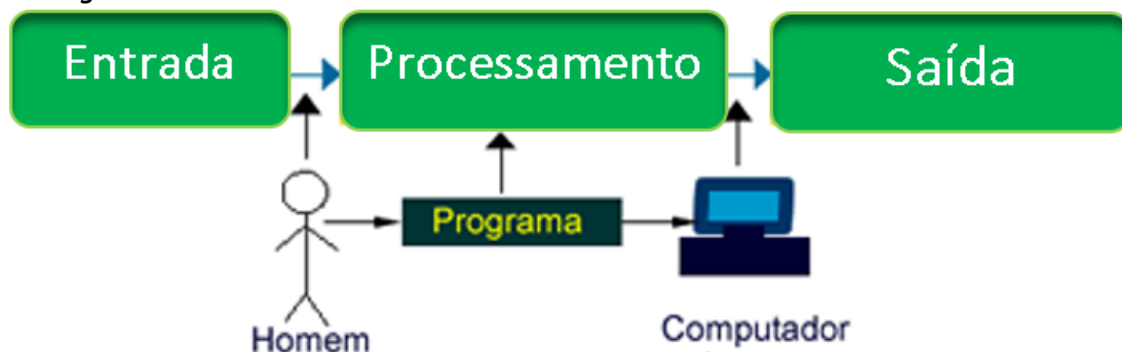 Entrada
Processamento
Saída
Programa
Homem
Computador